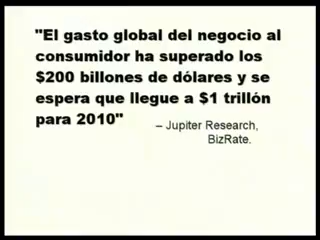 "El gasto global del negocio al
consumidor ha superado los
$200 billones de dólares y se
espera que llegue a $1 trillón
para 2010"
– Jupiter Research,
BizRate.